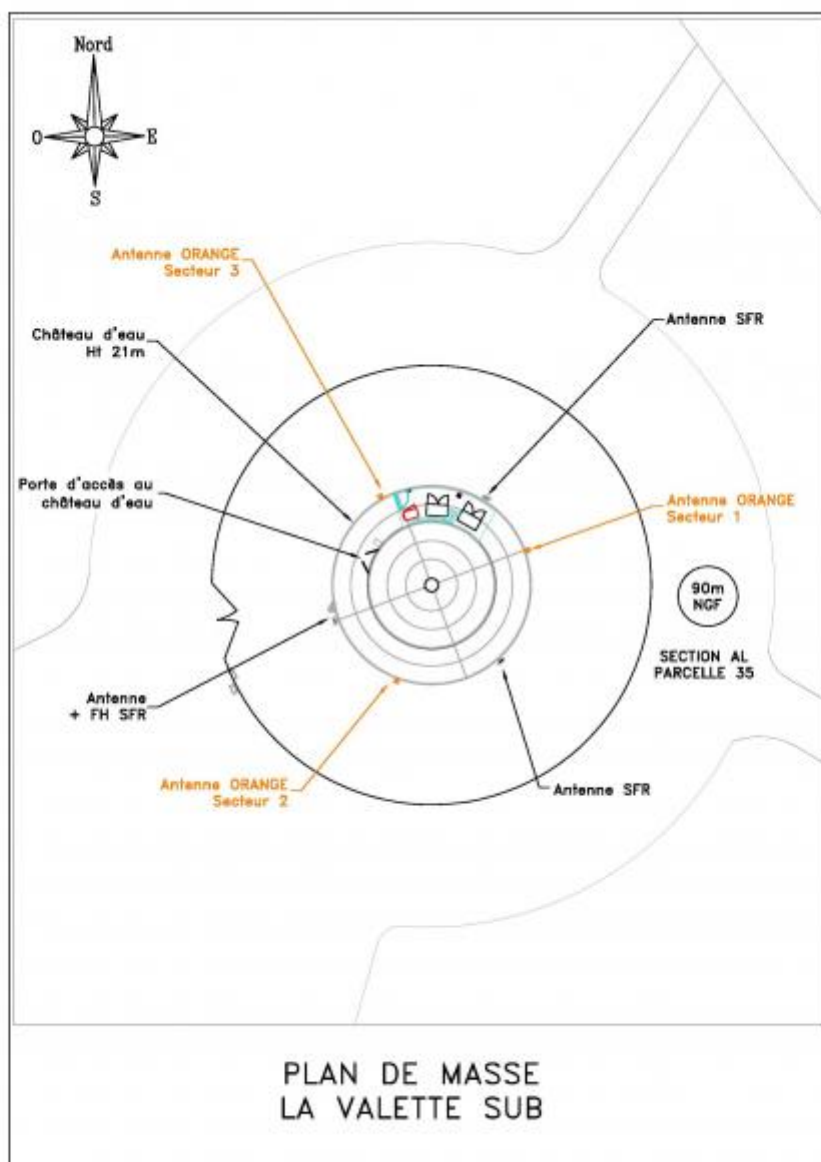 Nord
O
E
S
Antenne ORANGE
Secteur 3
Château d'eau
Ht 21m
Antenne SFR
Porte d'accès au
château d'eau
Antenne ORANGE
Secteur 1
90m
NGF
SECTION AL
PARCELLE 35
Antenne
+ FH SFR
Antenne ORANGE
Secteur 2
Antenne SFR
PLAN DE MASSE
LA VALETTE SUB